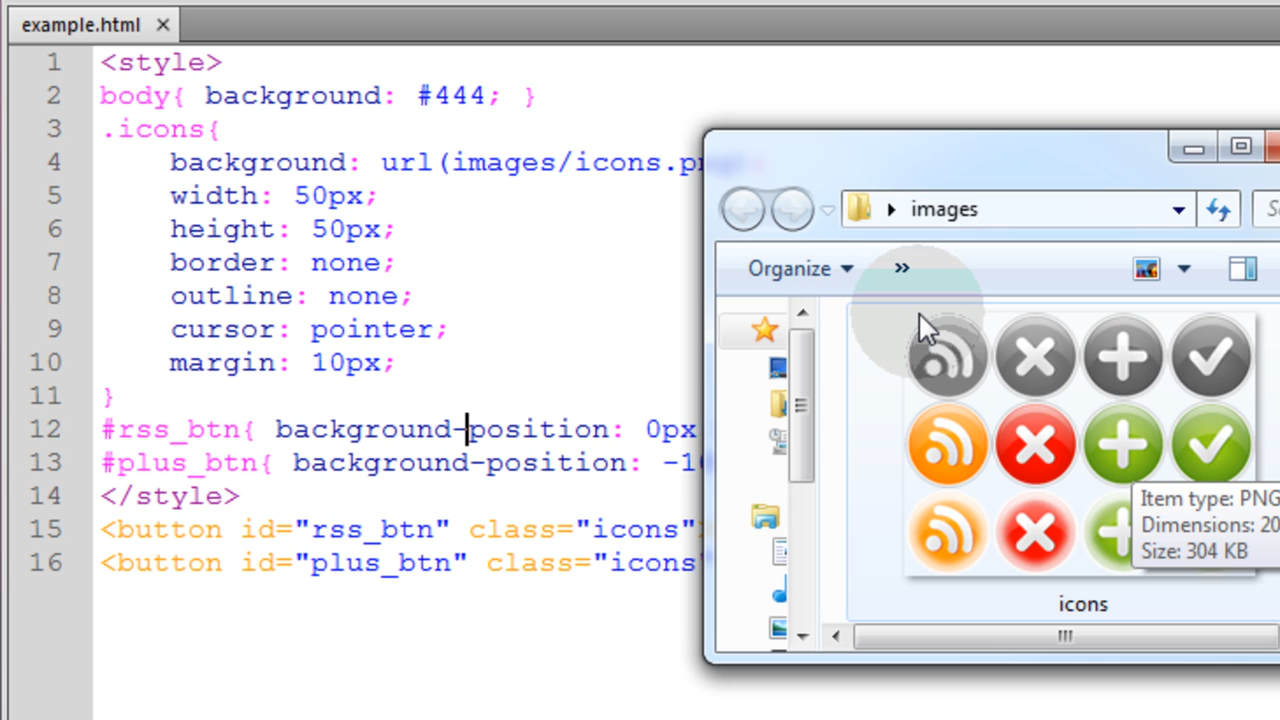 example.html
1 <style>
2 body{ background: #444; }
3 .icons{
4 background: url(images/icons.p
5 width: 50px;
6 height: 50px;
7 border: none;
8 outline: none;
9 cursor: pointer;
10 margin: 10px;
11 }
12 #rss_btn{ background-position: 0px
13 #plus_btn{ background-position: -1
14 </style>
15 <button id="rss_btn" class="icons"
16 <button id="plus_btn" class="icons
images
Organize
Item type: PNG
Dimensions: 20
Size: 304 KB
icons